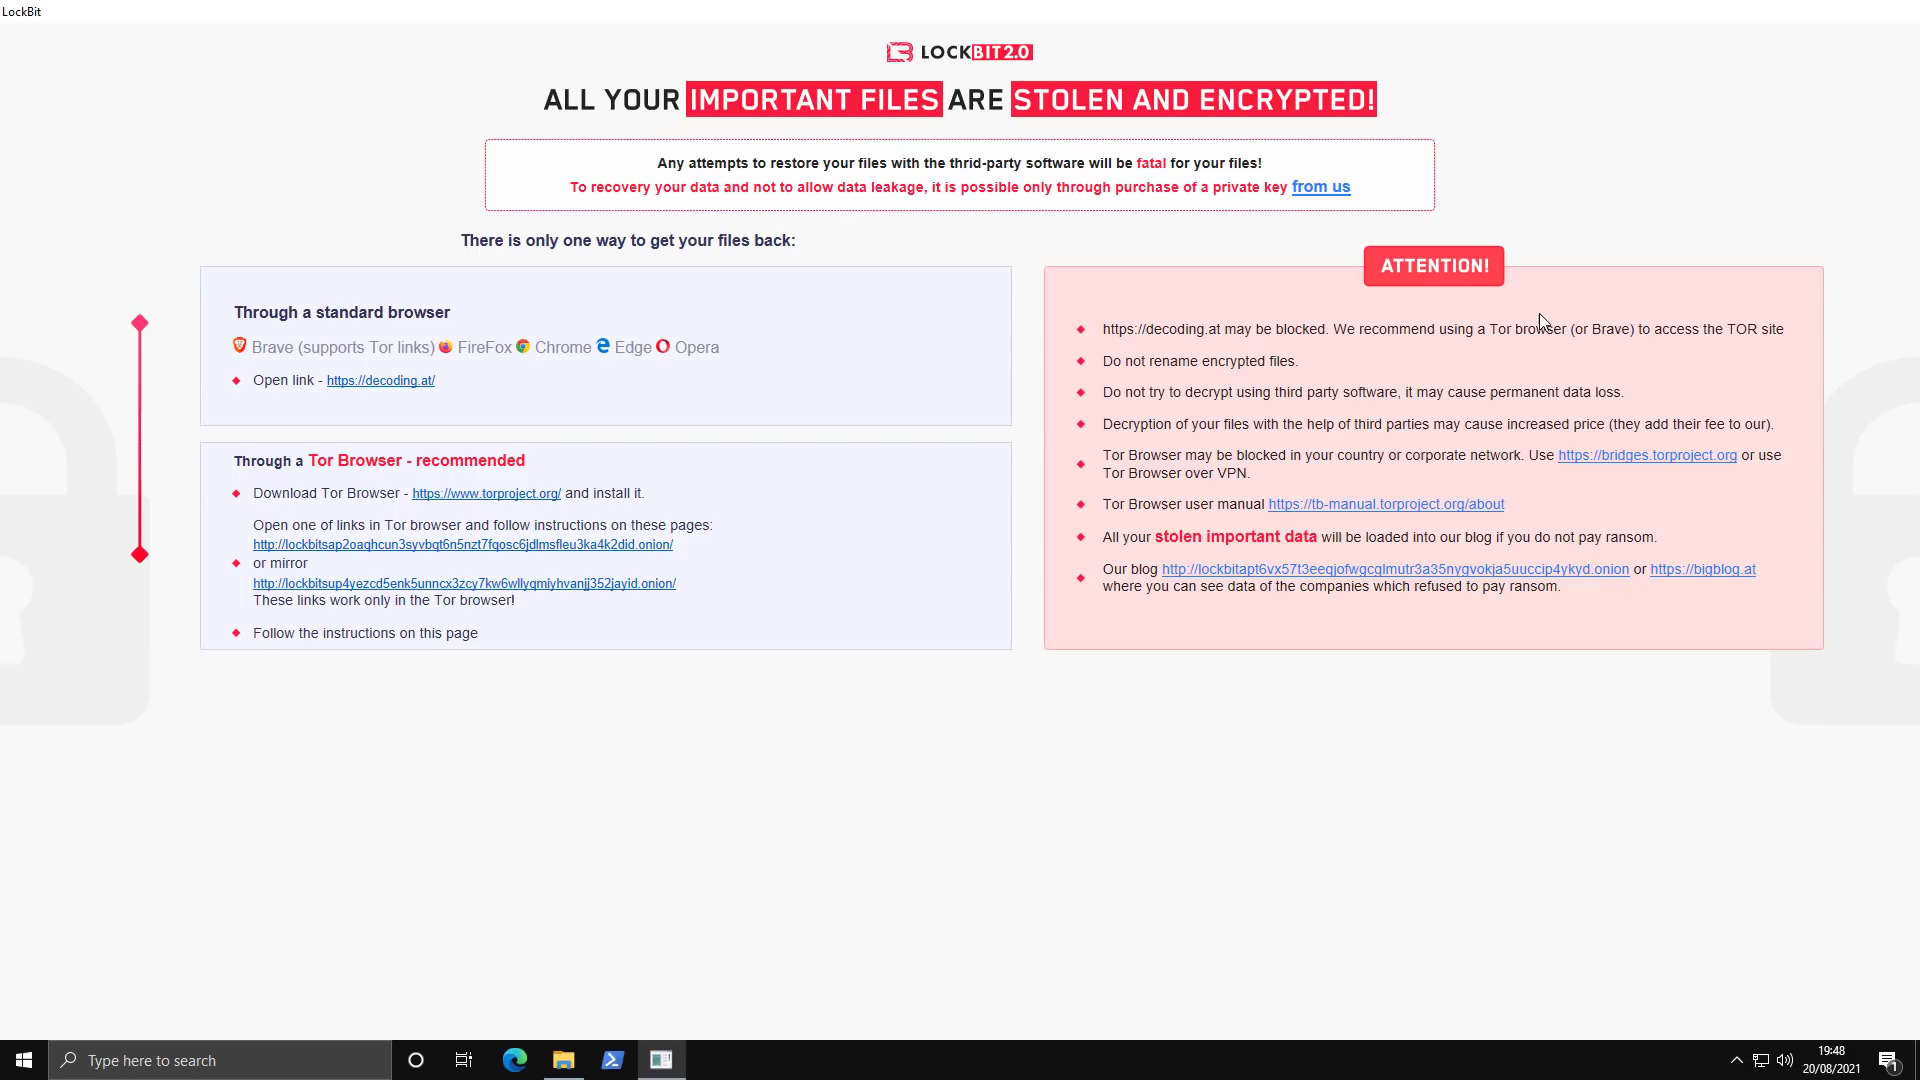 LockBit
LOCKBIT2.0
ALL YOUR IMPORTANT FILES ARE STOLEN AND ENCRYPTED!
Any attempts to restore your files with the thrid-party software will be fatal for your files!
To recovery your data and not to allow data leakage, it is possible only through purchase of a private key from us
There is only one way to get your files back:
Through a standard browser
Brave (supports Tor links) FireFox Chrome Edge Opera
Open link - https://decoding.at/
Through a Tor Browser - recommended
Download Tor Browser - https://www.torproject.org/ and install it.
Open one of links in Tor browser and follow instructions on these pages:
http://lockbitsap2oaqhcun3syvbqt6n5nzt7fqosc6jdlmsfleu3ka4k2did.onion/
or mirror
http://lockbitsup4yezcd5enk5unncx3zcy7kw6wllyqmiyhvanjj352jayid.onion/
These links work only in the Tor browser!
Follow the instructions on this page
ATTENTION!
https://decoding.at may be blocked. We recommend using a Tor browser (or Brave) to access the TOR site
Do not rename encrypted files.
Do not try to decrypt using third party software, it may cause permanent data loss.
Decryption of your files with the help of third parties may cause increased price (they add their fee to our).
Tor Browser may be blocked in your country or corporate network. Use https://bridges.torproject.org or use
Tor Browser over VPN.
Tor Browser user manual https://tb-manual.torproject.org/about
All your stolen important data will be loaded into our blog if you do not pay ransom.
Our blog http://lockbitapt6vx57t3eeqjofwgcglmutr3a35nygvokja5uuccip4ykyd.onion or https://bigblog.at
where you can see data of the companies which refused to pay ransom.
Type here to search
19:48
20/08/2021
1